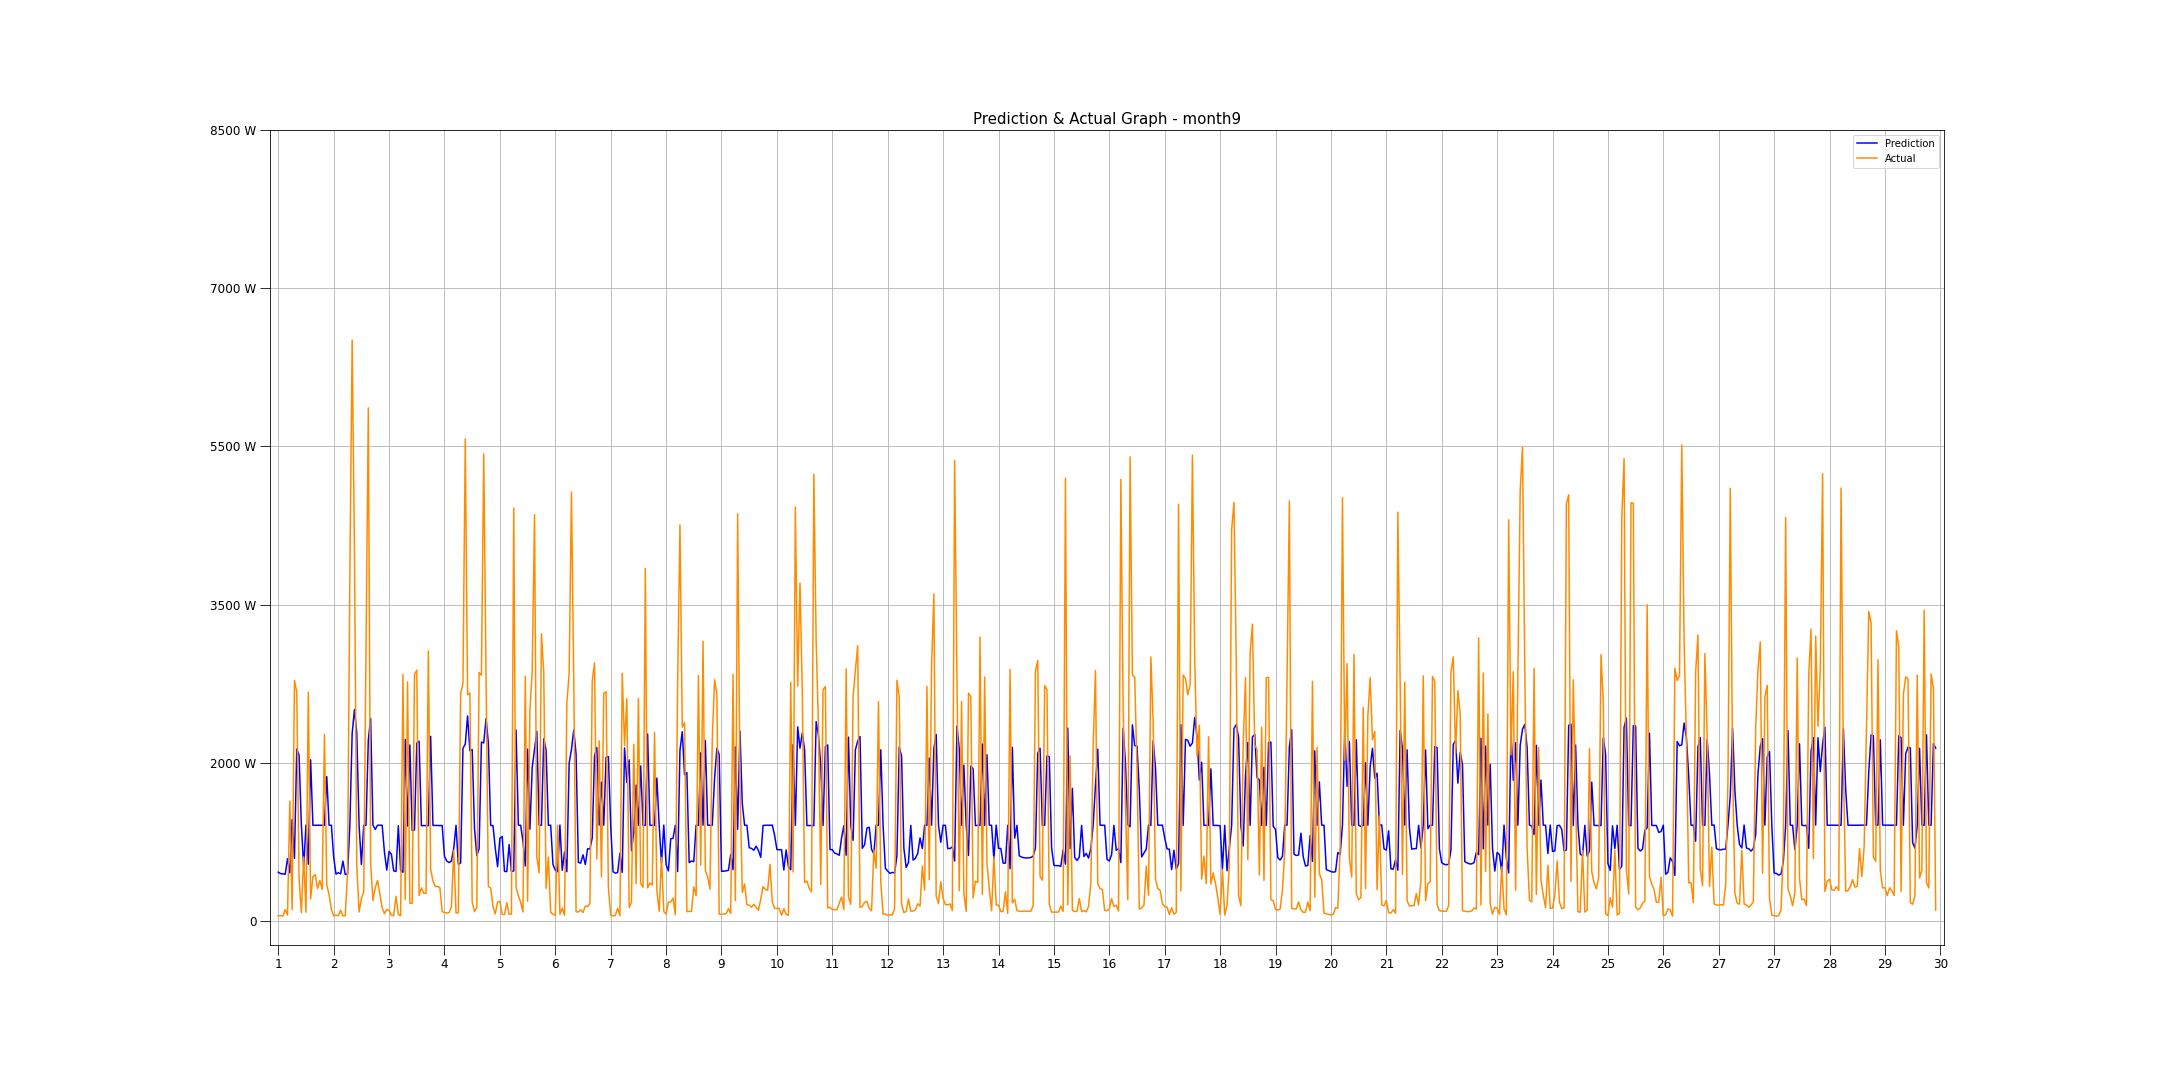 Prediction & Actual Graph - month9
8500 W
7000 W
5500 W
3500 W
2000 W
0
Prediction
Actual
1 2 3 4 5 6 7 8 9 10 11 12 13 14 15 16 17 18 19 20 21 22 23 24 25 26 27 27 28 29 30